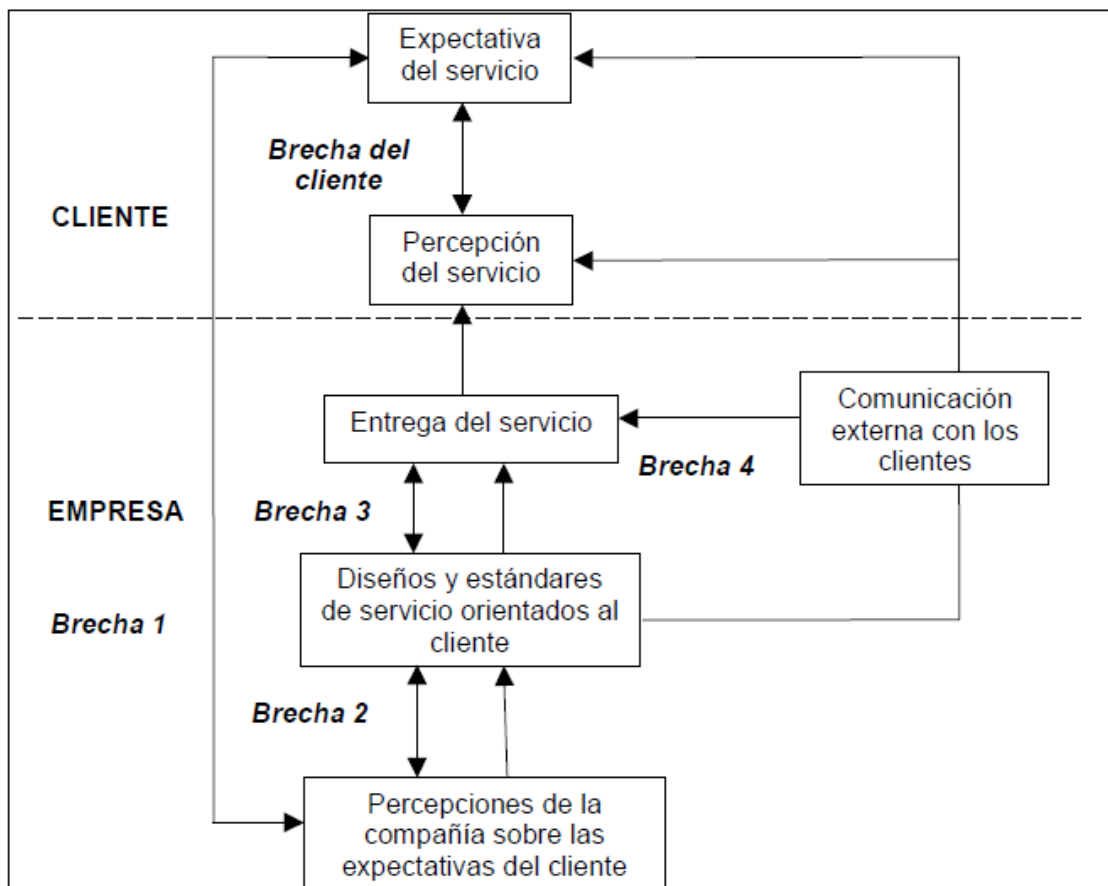 Expectativa
del servicio
Brecha del
cliente
CLIENTE
Percepción
del servicio
Entrega del servicio
Comunicación
externa con los
clientes
Brecha 4
EMPRESA
Brecha 3
Diseños y estándares
de servicio orientados al
cliente
Brecha 1
Brecha 2
Percepciones de la
compañía sobre las
expectativas del cliente